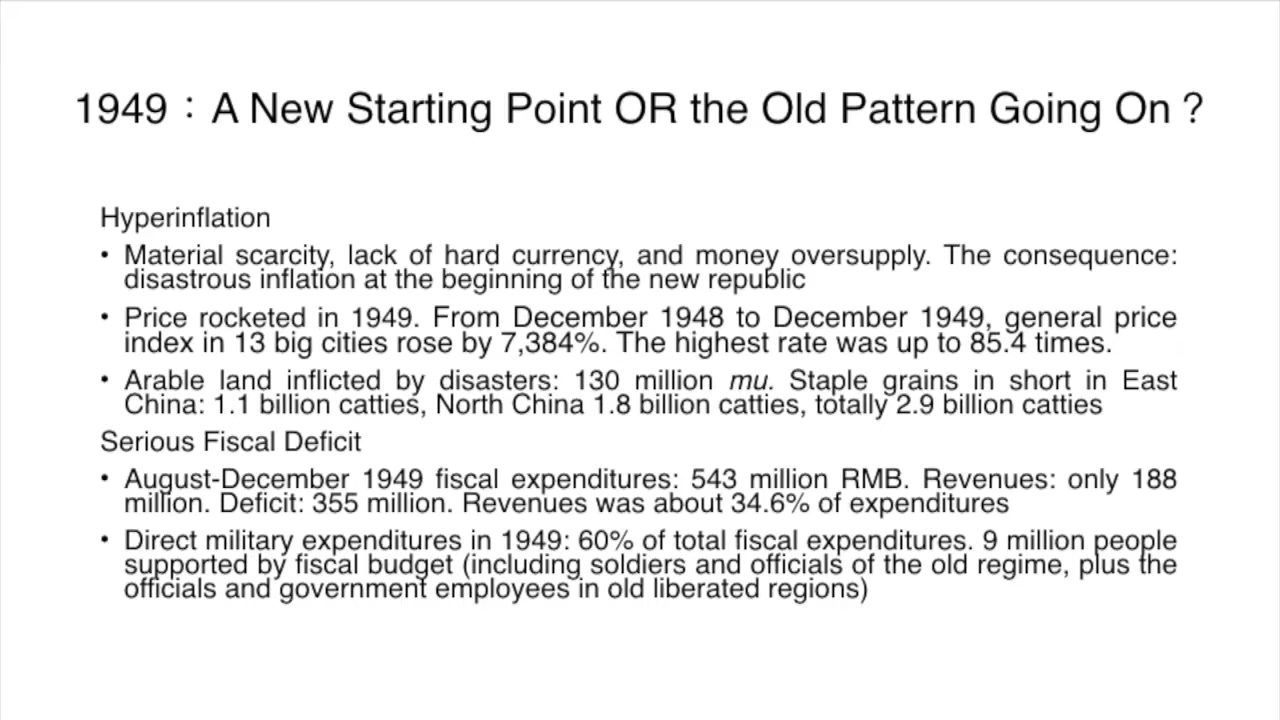 1949：A New Starting Point OR the Old Pattern Going On？
Hyperinflation
• Material scarcity, lack of hard currency, and money oversupply. The consequence:
disastrous inflation at the beginning of the new republic
• Price rocketed in 1949. From December 1948 to December 1949, general price
index in 13 big cities rose by 7,384%. The highest rate was up to 85.4 times.
• Arable land inflicted by disasters: 130 million mu. Staple grains in short in East
China: 1.1 billion catties, North China 1.8 billion catties, totally 2.9 billion catties
Serious Fiscal Deficit
• August-December 1949 fiscal expenditures: 543 million RMB. Revenues: only 188
million. Deficit: 355 million. Revenues was about 34.6% of expenditures
• Direct military expenditures in 1949: 60% of total fiscal expenditures. 9 million people
supported by fiscal budget (including soldiers and officials of the old regime, plus the
officials and government employees in old liberated regions)